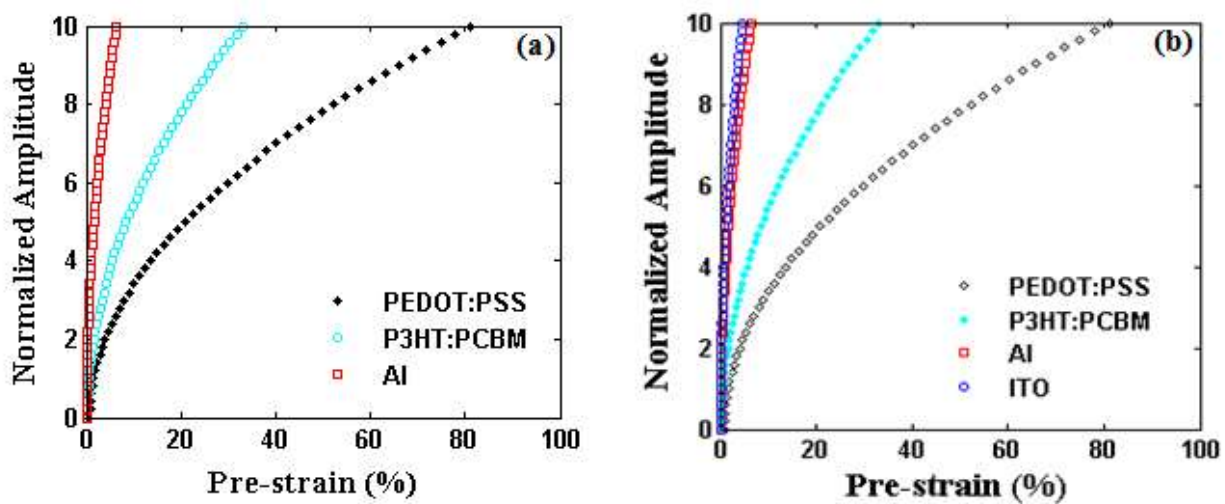 (a)
Normalized Amplitude
10
8
6
4
2
0
0 20 40 60 80 100
Pre-strain (%)
PEDOT:PSS
P3HT:PCBM
Al
(b)
Normalized Amplitude
10
8
6
4
2
0
0 20 40 60 80 100
Pre-strain (%)
PEDOT:PSS
P3HT:PCBM
Al
ITO